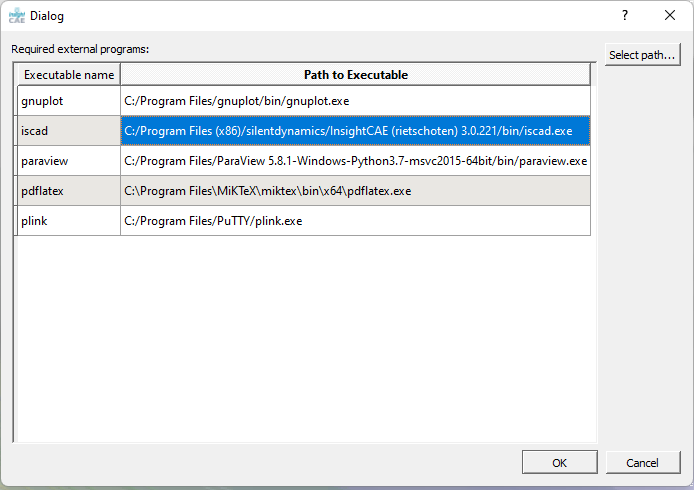 insight CAE
Dialog
?
Required external programs:
Select path...
Executable name Path to Executable
gnuplot C:/Program Files/gnuplot/bin/gnuplot.exe
iscad C:/Program Files (x86)/silentdynamics/InsightCAE (rietschoten) 3.0.221/bin/iscad.exe
paraview C:/Program Files/ParaView 5.8.1-Windows-Python3.7-msvc2015-64bit/bin/paraview.exe
pdflatex C:\Program Files\MiKTeX\miktex\bin\x64\pdflatex.exe
plink C:/Program Files/PuTTY/plink.exe
OK Cancel